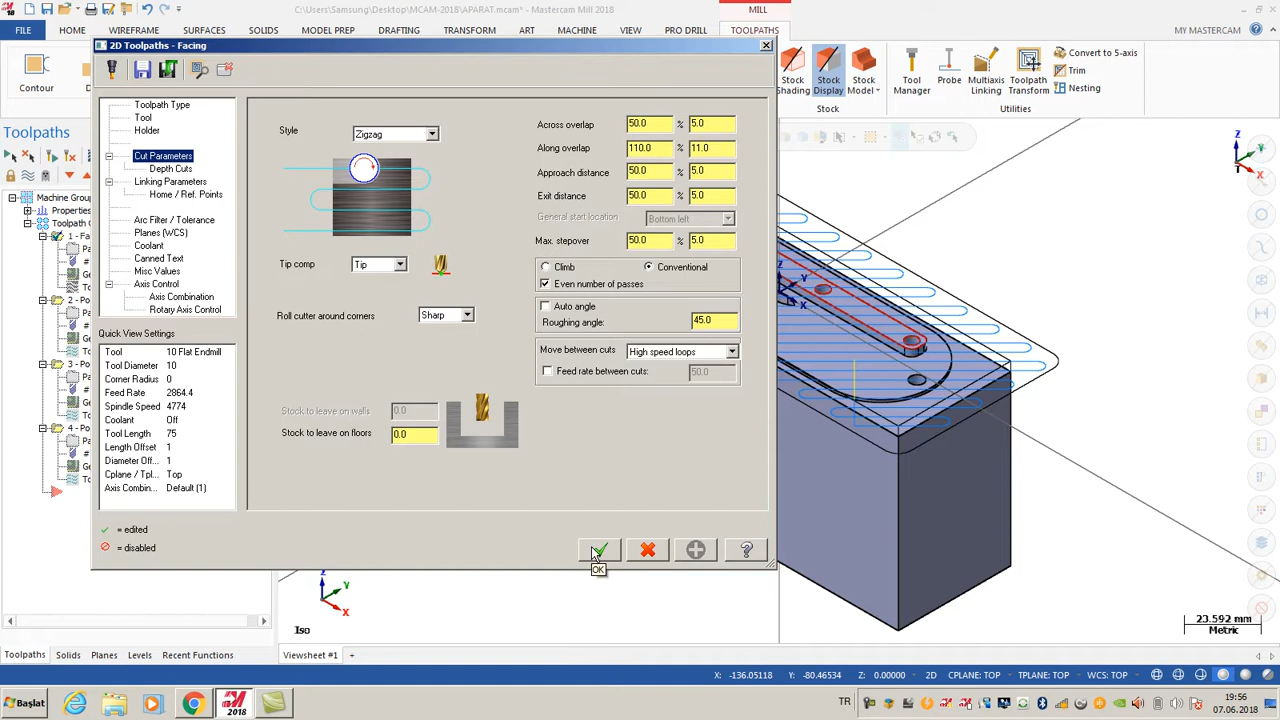 C:\Users\Samsung\Desktop\MCAM-2018\APARAT.mcam* - Mastercam Mill 2018
MILL
FILE HOME WIREFRAME SURFACES SOLIDS MODEL PREP DRAFTING TRANSFORM ART MACHINE VIEW PRO DRILL TOOLPATHS MY MASTERCAM
2D Toolpaths - Facing
Contour
Stock Shading
Stock Display
Stock Model
Stock
Tool Manager
Probe
Multiaxis Linking
Toolpath Transform
Convert to 5-axis
Trim
Nesting
Utilities
Toolpaths
Machine Group
Properties
Toolpath
1 - Fa
2 - Po
3 - Po
4 - Po
Toolpath Type
Tool
Holder
Cut Parameters
Depth Cuts
Linking Parameters
Home / Ref. Points
Arc Filter / Tolerance
Planes (WCS)
Coolant
Canned Text
Misc Values
Axis Control
Axis Combination
Rotary Axis Control
Quick View Settings
Tool 10 Flat Endmill
Tool Diameter 10
Corner Radius 0
Feed Rate 2864.4
Spindle Speed 4774
Coolant Off
Tool Length 75
Length Offset 1
Diameter Off... 1
Cplane / Tpl... Top
Axis Combin... Default (1)
= edited
= disabled
Style Zigzag
Tip comp Tip
Roll cutter around corners Sharp
Stock to leave on walls 0.0
Stock to leave on floors 0.0
Across overlap 50.0 % 5.0
Along overlap 110.0 % 11.0
Approach distance 50.0 % 5.0
Exit distance 50.0 % 5.0
General start location Bottom left
Max. stepover 50.0 % 5.0
Climb Conventional
Even number of passes
Auto angle
Roughing angle: 45.0
Move between cuts High speed loops
Feed rate between cuts: 50.0
OK
Z
Y
X
Z
Y
X
Z
Y
X
Iso
23.592 mm
Metric
Toolpaths Solids Planes Levels Recent Functions Viewsheet #1 +
X: -136.05118 Y: -80.46534 Z: 0.00000 2D CPLANE: TOP TPLANE: TOP WCS: TOP
Başlat
2018
TR
19:56
07.06.2018